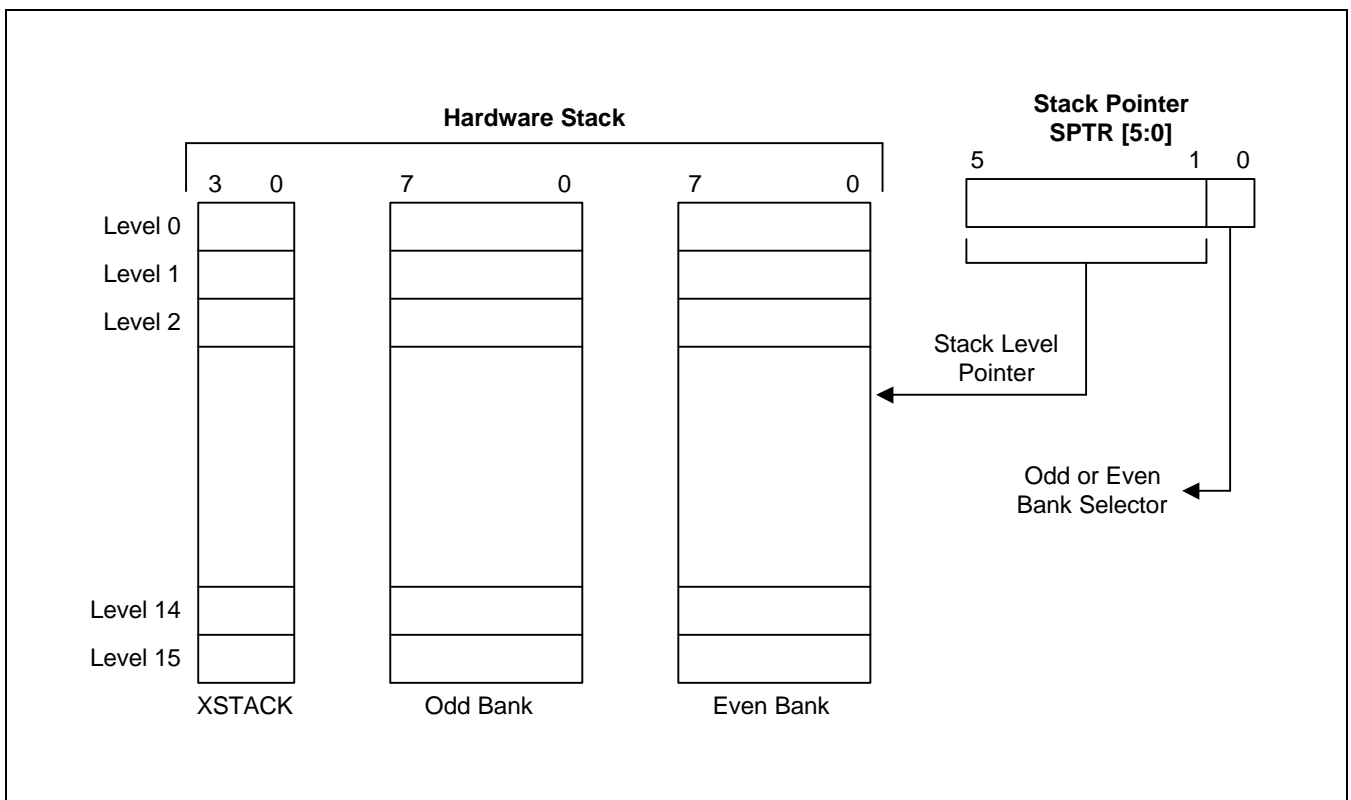 Hardware Stack
Stack Pointer
SPTR [5:0]
5 1 0
3 0 7 0 7 0
Level 0
Level 1
Level 2
Stack Level
Pointer
Odd or Even
Bank Selector
Level 14
Level 15
XSTACK Odd Bank Even Bank